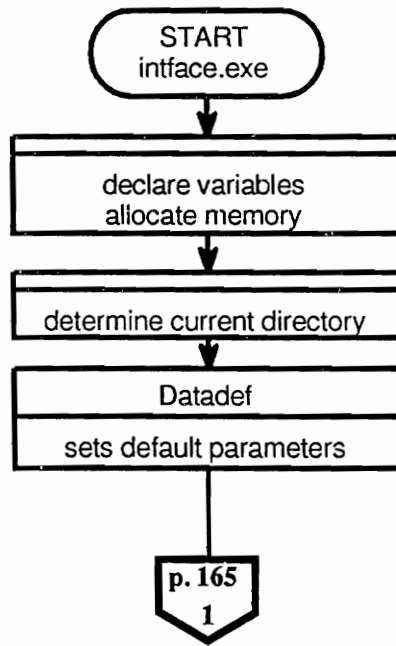 START
intface.exe
declare variables
allocate memory
determine current directory
Datadef
sets default parameters
p. 165
1